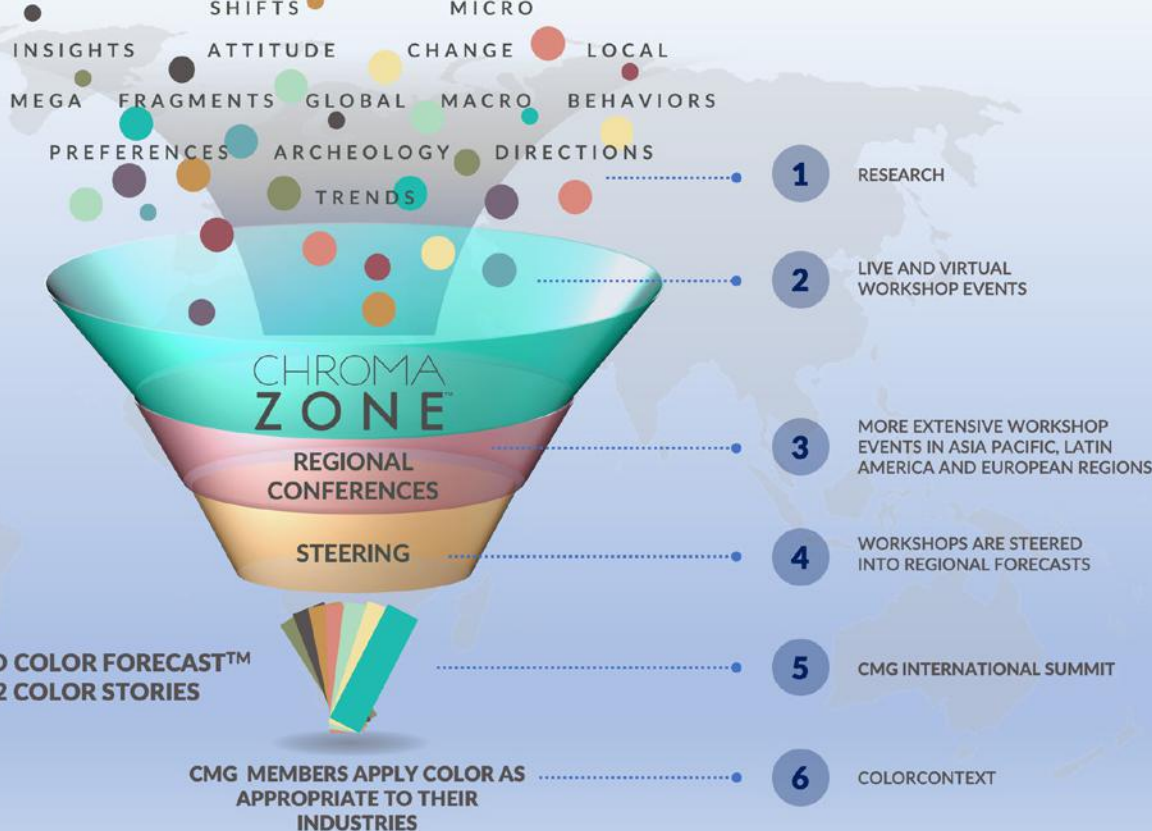 SHIFTS MICRO
INSIGHTS ATTITUDE CHANGE LOCAL
MEGA FRAGMENTS GLOBAL MACRO BEHAVIORS
PREFERENCES ARCHEOLOGY DIRECTIONS
TRENDS
1 RESEARCH
2 LIVE AND VIRTUAL
WORKSHOP EVENTS
CHROMA
ZONE™
REGIONAL
CONFERENCES
3 MORE EXTENSIVE WORKSHOP
EVENTS IN ASIA PACIFIC, LATIN
AMERICA AND EUROPEAN REGIONS
STEERING
4 WORKSHOPS ARE STEERED
INTO REGIONAL FORECASTS
COLOR FORECAST™
COLOR STORIES
5 CMG INTERNATIONAL SUMMIT
CMG MEMBERS APPLY COLOR AS
APPROPRIATE TO THEIR
INDUSTRIES
6 COLORCONTEXT